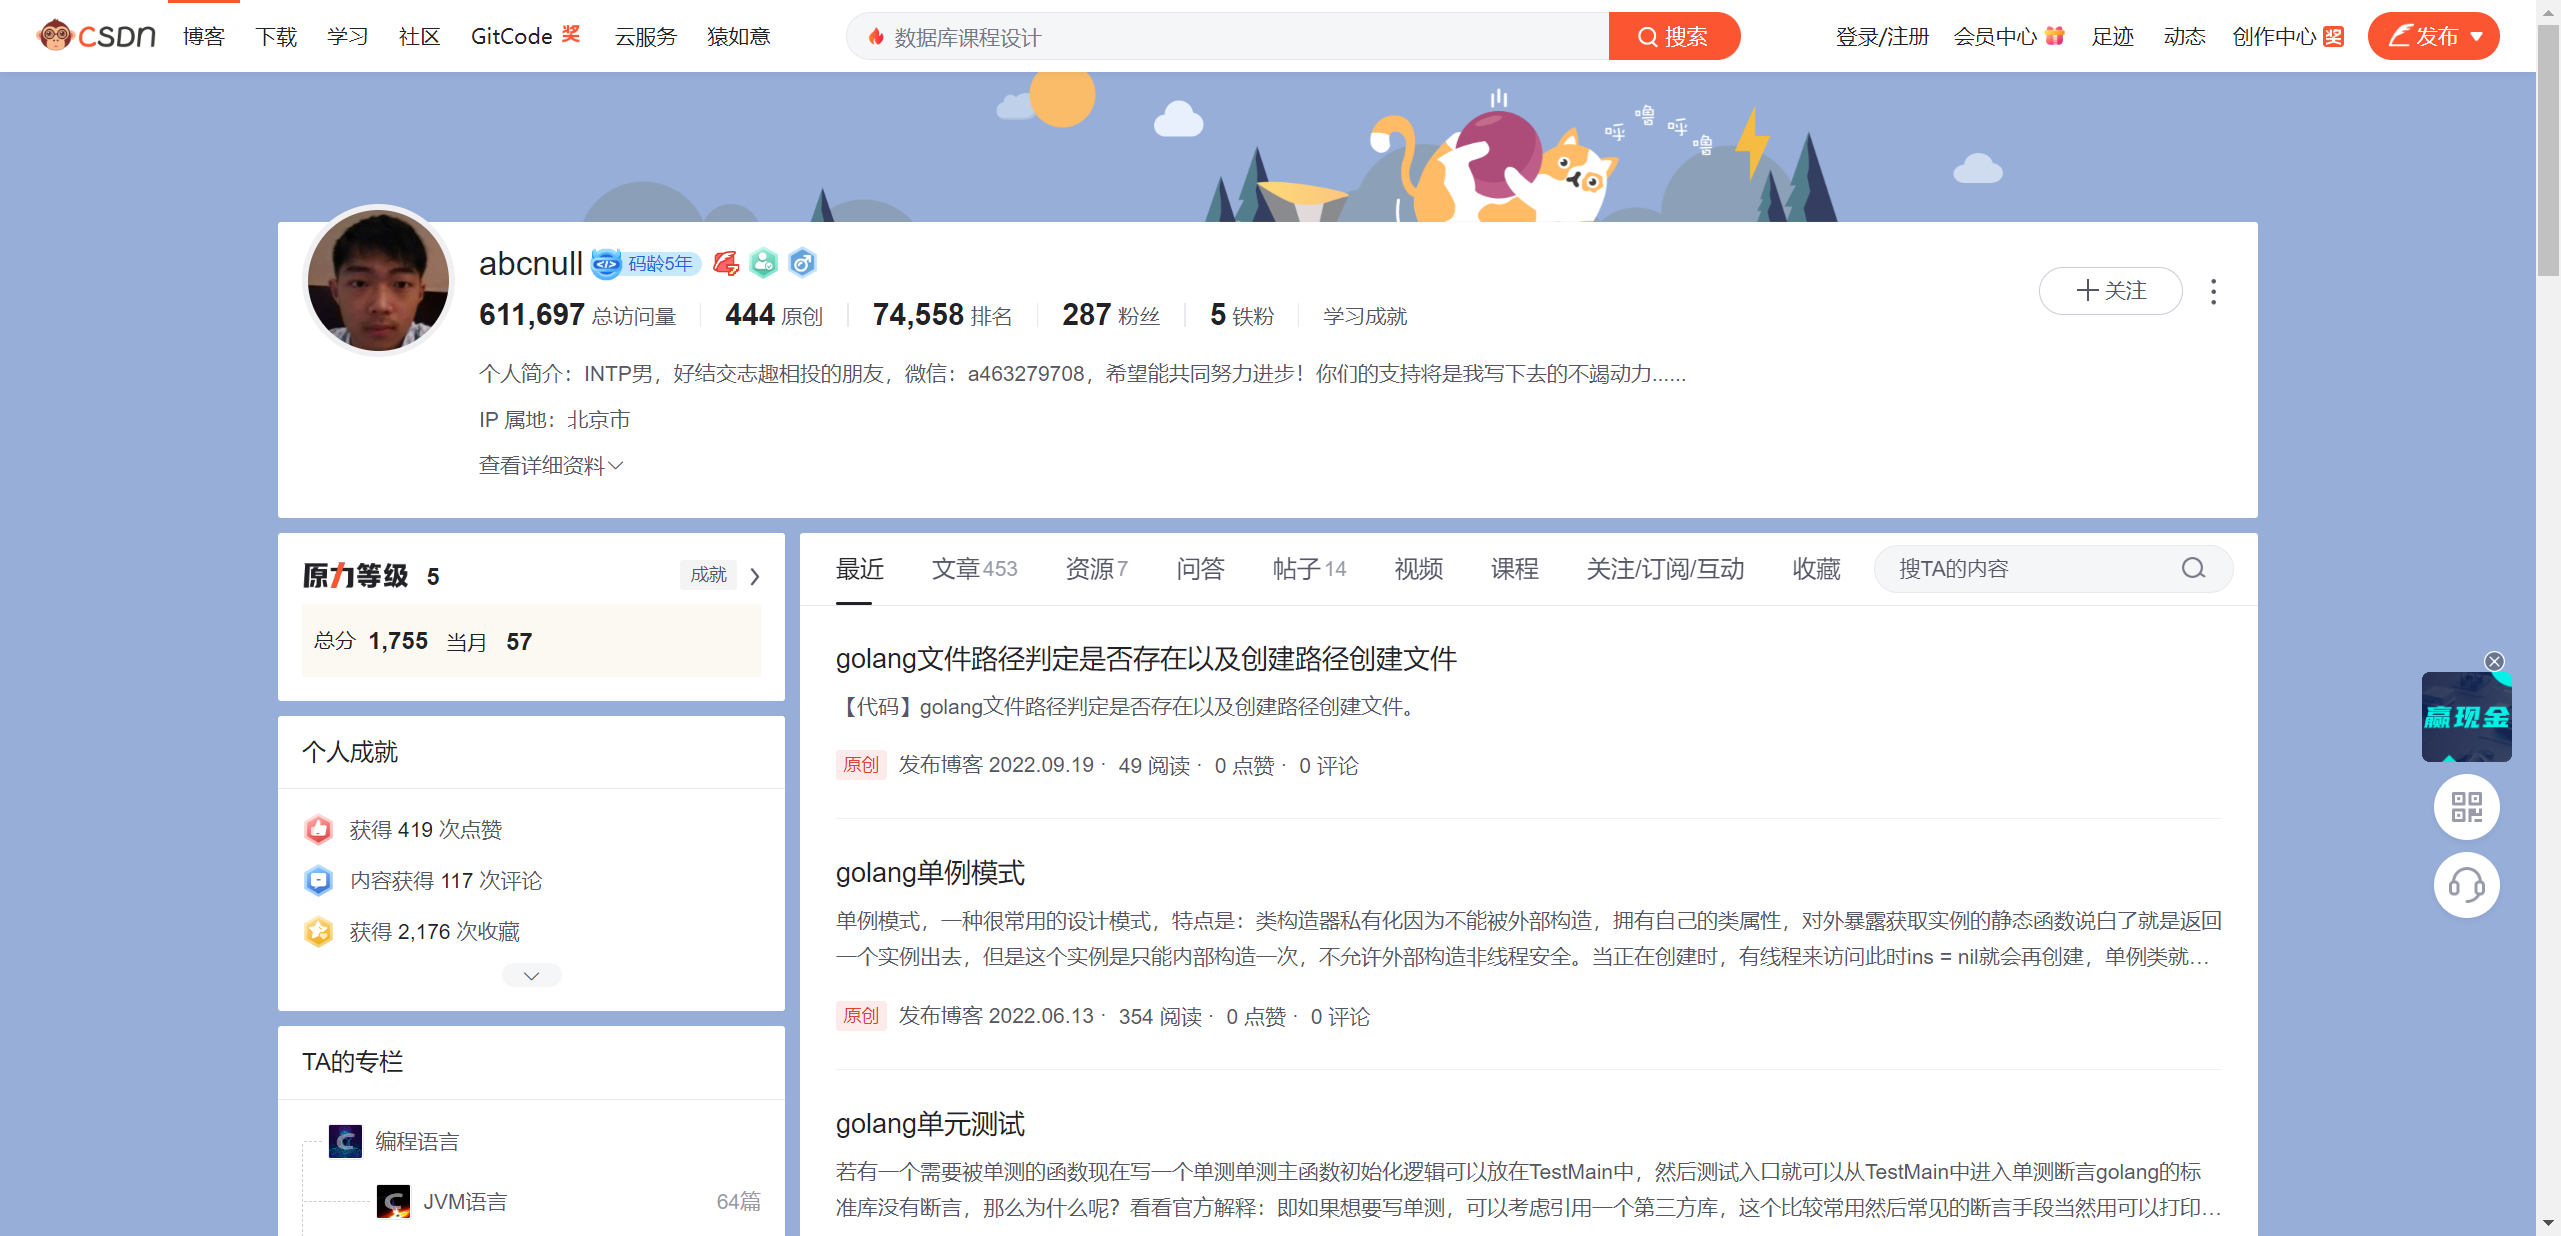 CSDN 博客 下载 学习 社区 GitCode 奖 云服务 猿如意 数据库课程设计 搜索 登录/注册 会员中心 足迹 动态 创作中心 奖 发布
呼 噜 呼 噜
abcnull 码龄5年
611,697 总访问量 444 原创 74,558 排名 287 粉丝 5 铁粉 学习成就
关注
个人简介：INTP男，好结交志趣相投的朋友，微信：a463279708，希望能共同努力进步！你们的支持将是我写下去的不竭动力......
IP 属地：北京市
查看详细资料
原力等级 5 成就
总分 1,755 当月 57
个人成就
获得 419 次点赞
内容获得 117 次评论
获得 2,176 次收藏
TA的专栏
编程语言
JVM语言 64篇
最近 文章 453 资源 7 问答 帖子 14 视频 课程 关注/订阅/互动 收藏 搜TA的内容
golang文件路径判定是否存在以及创建路径创建文件
【代码】golang文件路径判定是否存在以及创建路径创建文件。
原创 发布博客 2022.09.19 · 49 阅读 · 0 点赞 · 0 评论
golang单例模式
单例模式，一种很常用的设计模式，特点是：类构造器私有化因为不能被外部构造，拥有自己的类属性，对外暴露获取实例的静态函数说白了就是返回
一个实例出去，但是这个实例是只能内部构造一次，不允许外部构造非线程安全。当正在创建时，有线程来访问此时ins = nil就会再创建，单例类就…
原创 发布博客 2022.06.13 · 354 阅读 · 0 点赞 · 0 评论
golang单元测试
若有一个需要被单测的函数现在写一个单测单测主函数初始化逻辑可以放在TestMain中，然后测试入口就可以从TestMain中进入单测断言golang的标
准库没有断言，那么为什么呢？看看官方解释：即如果想要写单测，可以考虑引用一个第三方库，这个比较常用然后常见的断言手段当然用可以打印…
赢现金